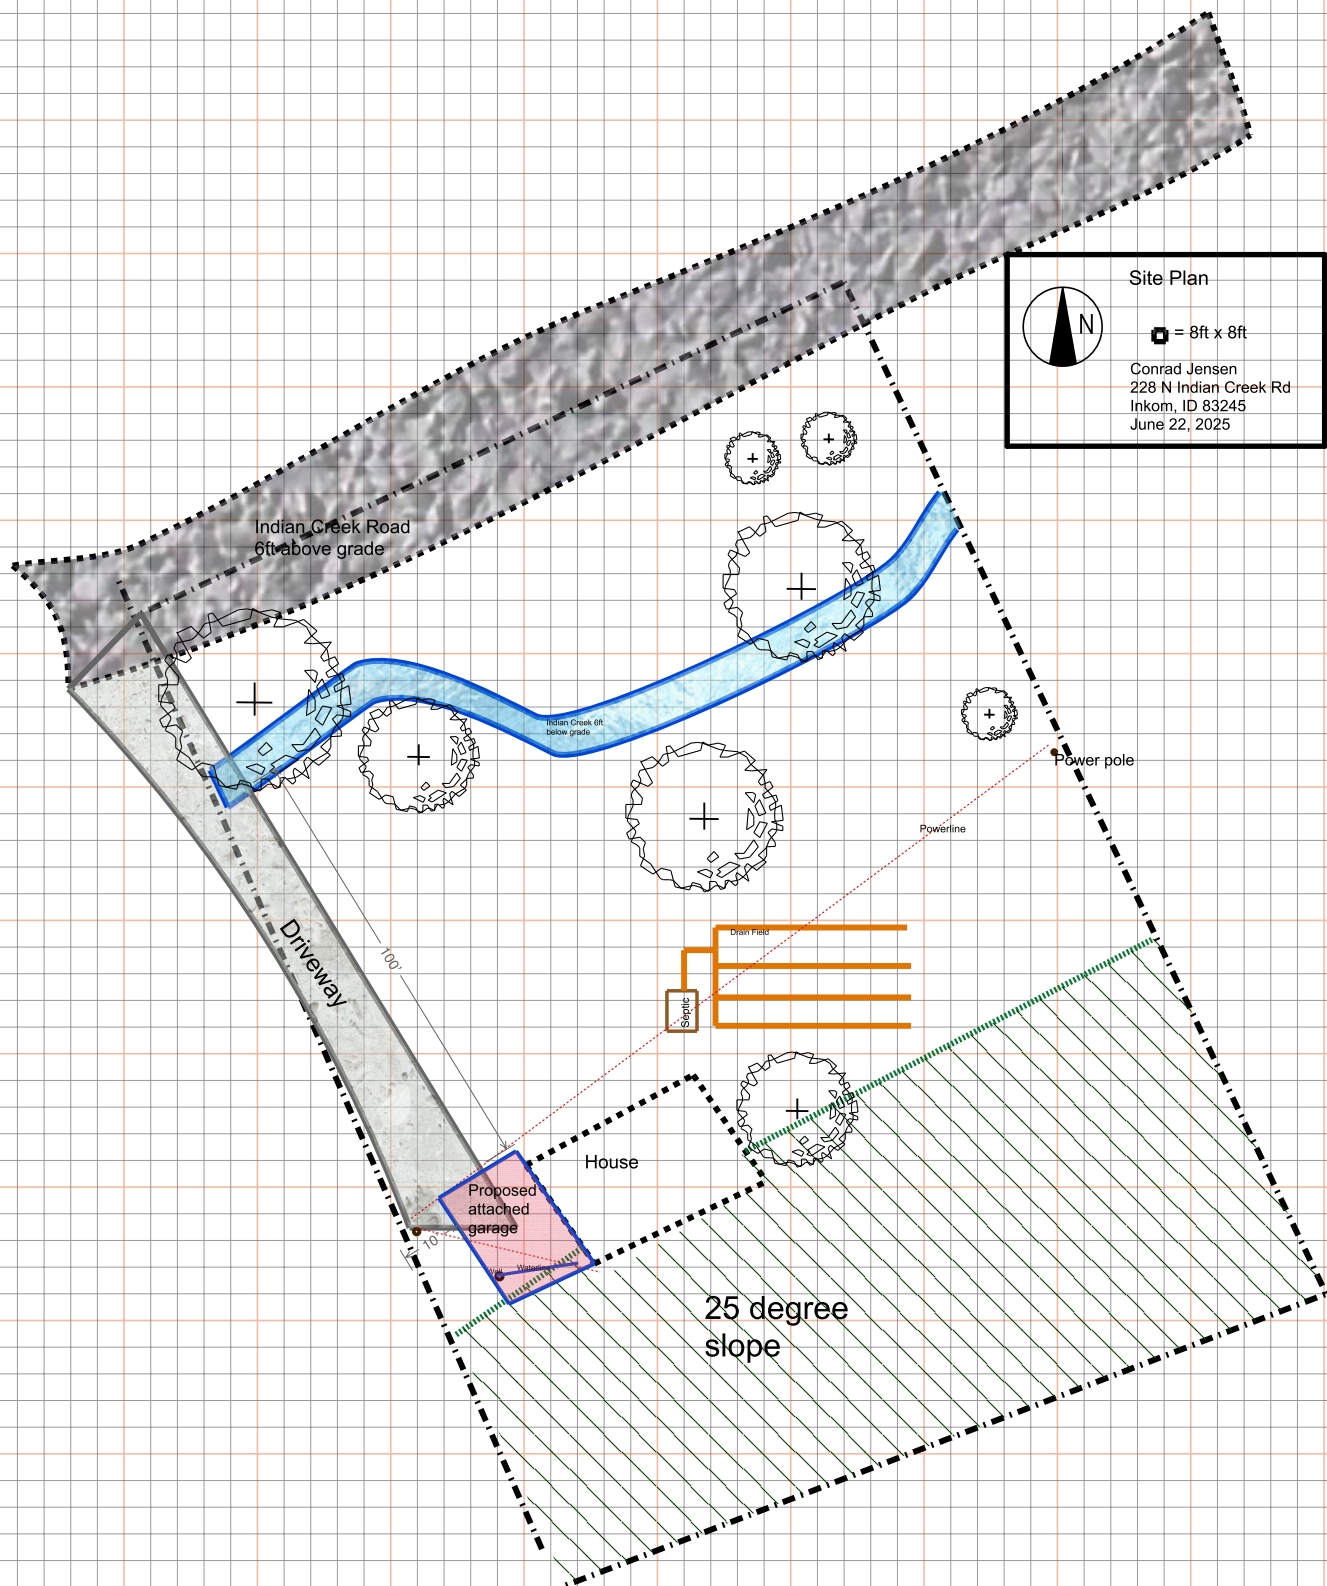 Site Plan
N
= 8ft x 8ft
Conrad Jensen
228 N Indian Creek Rd
Inkom, ID 83245
June 22, 2025
Indian Creek Road
6ft above grade
Indian Creek 6ft
below grade
Power pole
Powerline
Driveway
100'
Drain Field
Septic
House
Proposed
attached
garage
10
Well
Waterline
25 degree
slope